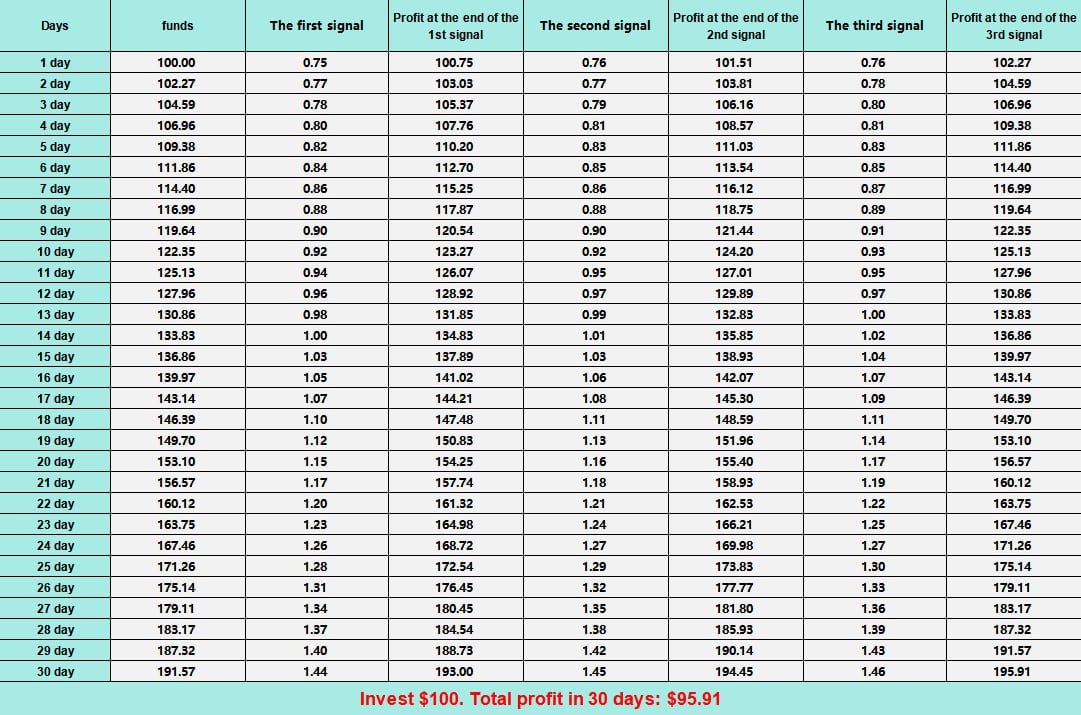 Days funds The first signal Profit at the end of the 1st signal The second signal Profit at the end of the 2nd signal The third signal Profit at the end of the 3rd signal
1 day 100.00 0.75 100.75 0.76 101.51 0.76 102.27
2 day 102.27 0.77 103.03 0.77 103.81 0.78 104.59
3 day 104.59 0.78 105.37 0.79 106.16 0.80 106.96
4 day 106.96 0.80 107.76 0.81 108.57 0.81 109.38
5 day 109.38 0.82 110.20 0.83 111.03 0.83 111.86
6 day 111.86 0.84 112.70 0.85 113.54 0.85 114.40
7 day 114.40 0.86 115.25 0.86 116.12 0.87 116.99
8 day 116.99 0.88 117.87 0.88 118.75 0.89 119.64
9 day 119.64 0.90 120.54 0.90 121.44 0.91 122.35
10 day 122.35 0.92 123.27 0.92 124.20 0.93 125.13
11 day 125.13 0.94 126.07 0.95 127.01 0.95 127.96
12 day 127.96 0.96 128.92 0.97 129.89 0.97 130.86
13 day 130.86 0.98 131.85 0.99 132.83 1.00 133.83
14 day 133.83 1.00 134.83 1.01 135.85 1.02 136.86
15 day 136.86 1.03 137.89 1.03 138.93 1.04 139.97
16 day 139.97 1.05 141.02 1.06 142.07 1.07 143.14
17 day 143.14 1.07 144.21 1.08 145.30 1.09 146.39
18 day 146.39 1.10 147.48 1.11 148.59 1.11 149.70
19 day 149.70 1.12 150.83 1.13 151.96 1.14 153.10
20 day 153.10 1.15 154.25 1.16 155.40 1.17 156.57
21 day 156.57 1.17 157.74 1.18 158.93 1.19 160.12
22 day 160.12 1.20 161.32 1.21 162.53 1.22 163.75
23 day 163.75 1.23 164.98 1.24 166.21 1.25 167.46
24 day 167.46 1.26 168.72 1.27 169.98 1.27 171.26
25 day 171.26 1.28 172.54 1.29 173.83 1.30 175.14
26 day 175.14 1.31 176.45 1.32 177.77 1.33 179.11
27 day 179.11 1.34 180.45 1.35 181.80 1.36 183.17
28 day 183.17 1.37 184.54 1.38 185.93 1.39 187.32
29 day 187.32 1.40 188.73 1.42 190.14 1.43 191.57
30 day 191.57 1.44 193.00 1.45 194.45 1.46 195.91
Invest $100. Total profit in 30 days: $95.91